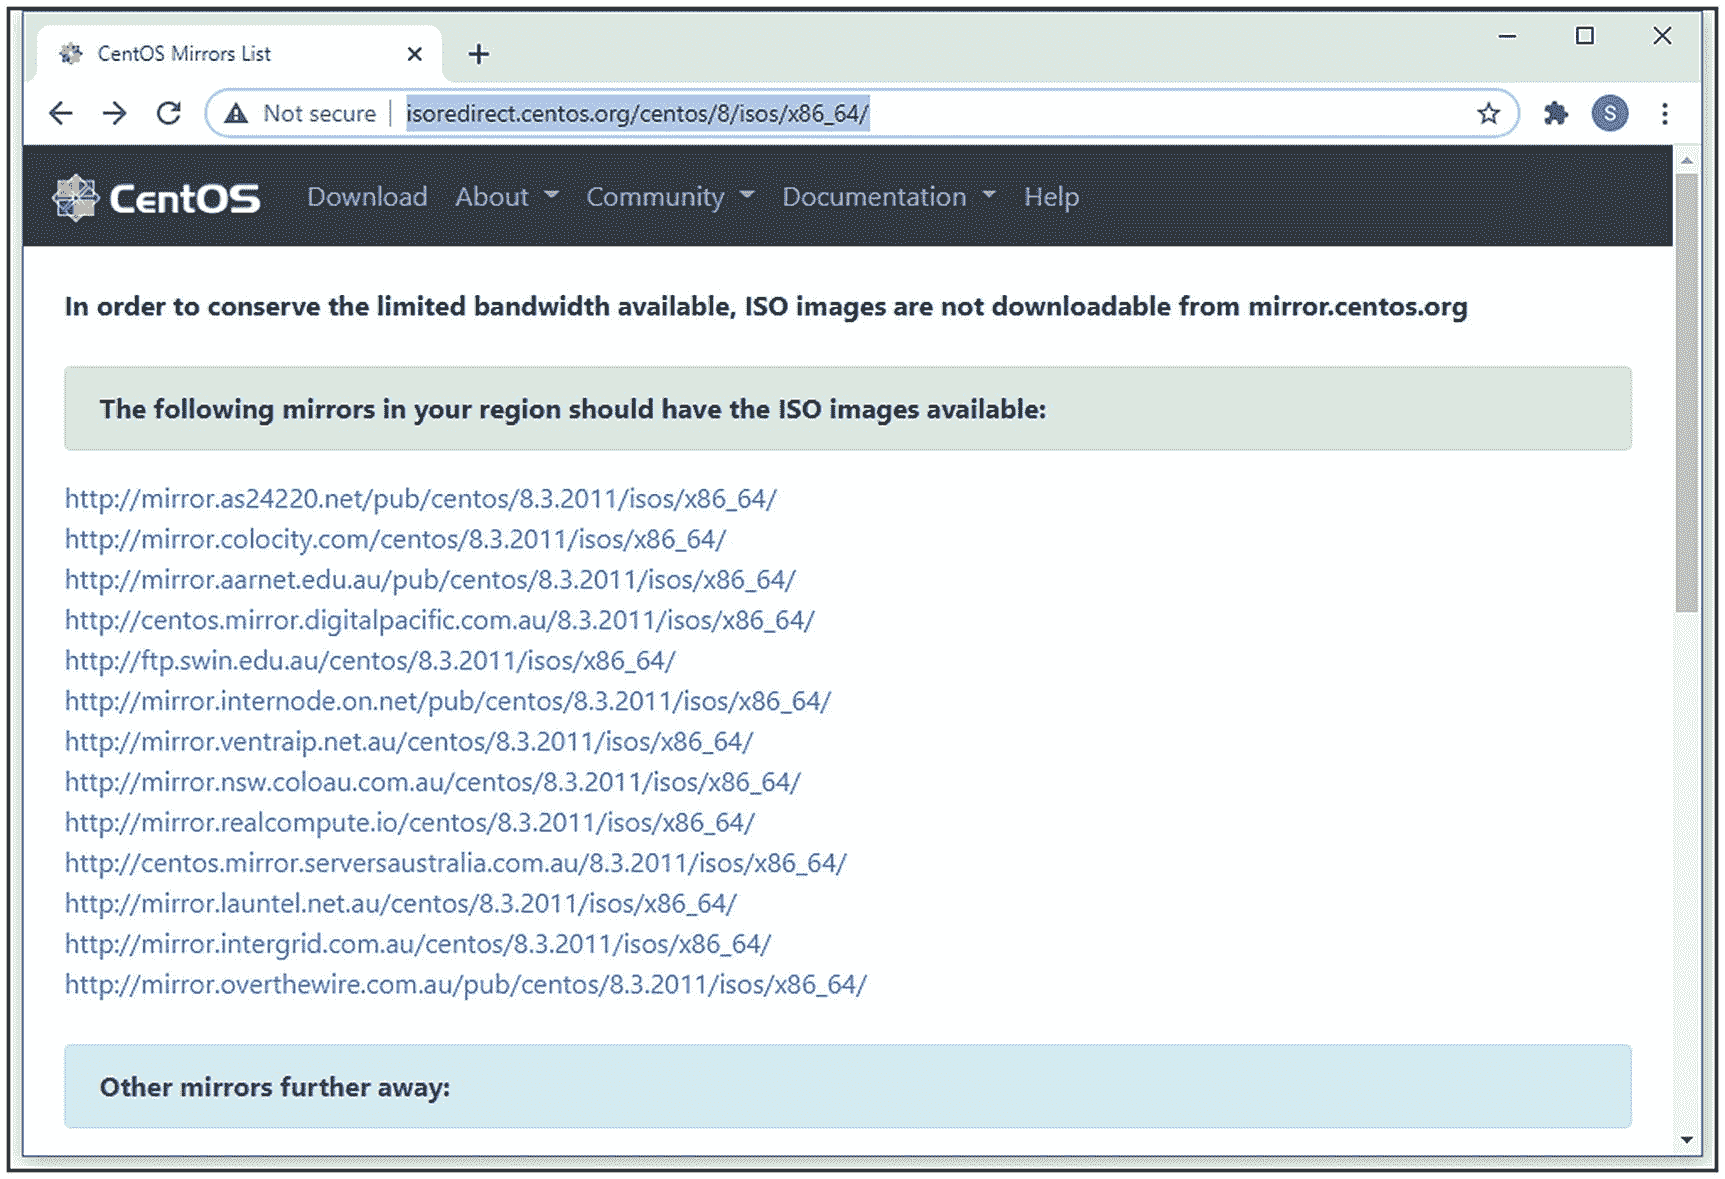 CentOS Mirrors List
Not secure isoredirect.centos.org/centos/8/isos/x86_64/ S
CentOS Download About Community Documentation Help
In order to conserve the limited bandwidth available, ISO images are not downloadable from mirror.centos.org
The following mirrors in your region should have the ISO images available:
http://mirror.as24220.net/pub/centos/8.3.2011/isos/x86_64/
http://mirror.colocity.com/centos/8.3.2011/isos/x86_64/
http://mirror.aarnet.edu.au/pub/centos/8.3.2011/isos/x86_64/
http://centos.mirror.digitalpacific.com.au/8.3.2011/isos/x86_64/
http://ftp.swin.edu.au/centos/8.3.2011/isos/x86_64/
http://mirror.internode.on.net/pub/centos/8.3.2011/isos/x86_64/
http://mirror.ventraip.net.au/centos/8.3.2011/isos/x86_64/
http://mirror.nsw.coloau.com.au/centos/8.3.2011/isos/x86_64/
http://mirror.realcompute.io/centos/8.3.2011/isos/x86_64/
http://centos.mirror.serversaustralia.com.au/8.3.2011/isos/x86_64/
http://mirror.launtel.net.au/centos/8.3.2011/isos/x86_64/
http://mirror.intergrid.com.au/centos/8.3.2011/isos/x86_64/
http://mirror.overthewire.com.au/pub/centos/8.3.2011/isos/x86_64/
Other mirrors further away: